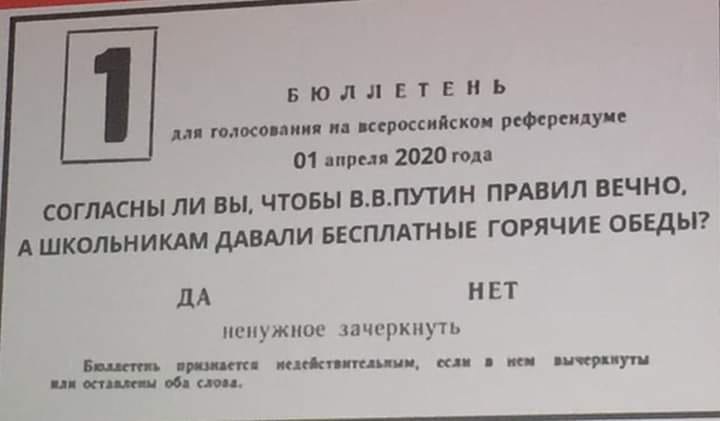 1
БЮЛЛЕТЕНЬ
для голосования на всероссийском референдуме
01 апреля 2020 года
СОГЛАСНЫ ЛИ ВЫ, ЧТОБЫ В.В.ПУТИН ПРАВИЛ ВЕЧНО,
А ШКОЛЬНИКАМ ДАВАЛИ БЕСПЛАТНЫЕ ГОРЯЧИЕ ОБЕДЫ?
ДА НЕТ
ненужное зачеркнуть
Бюллетень признается недействительным, если в нем вычеркнуты
или оставлены оба слова.